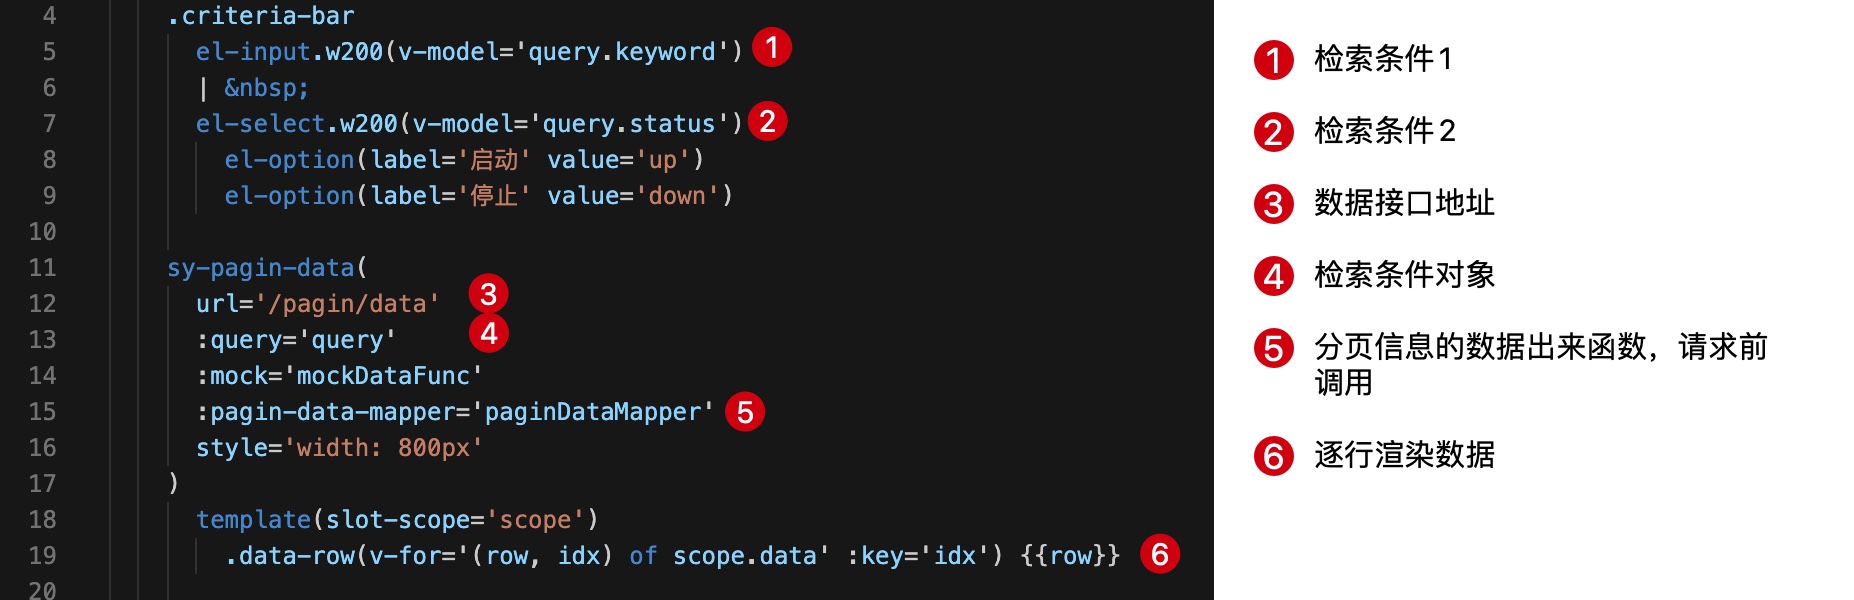 4 .criteria-bar
5 el-input.w200(v-model='query.keyword') 1
6 | &nbsp;
7 el-select.w200(v-model='query.status') 2
8 el-option(label='启动' value='up')
9 el-option(label='停止' value='down')
10
11 sy-pagin-data(
12 url='/pagin/data' 3
13 :query='query' 4
14 :mock='mockDataFunc'
15 :pagin-data-mapper='paginDataMapper' 5
16 style='width: 800px'
17 )
18 template(slot-scope='scope')
19 .data-row(v-for='(row, idx) of scope.data' :key='idx') {{row}} 6
20
1 检索条件1
2 检索条件2
3 数据接口地址
4 检索条件对象
5 分页信息的数据出来函数，请求前
调用
6 逐行渲染数据